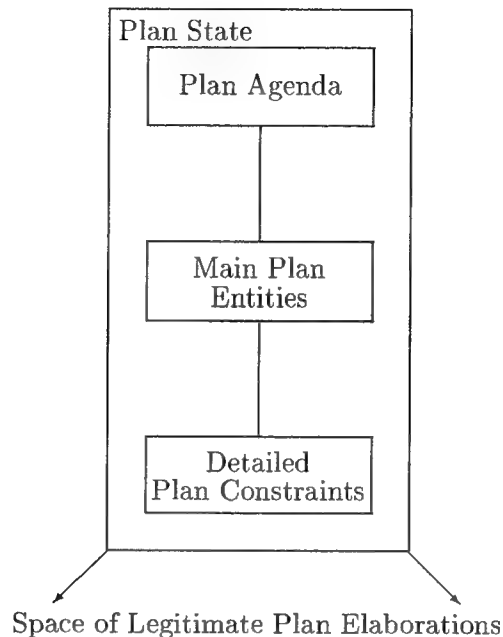 Plan State
Plan Agenda
Main Plan
Entities
Detailed
Plan Constraints
Space of Legitimate Plan Elaborations